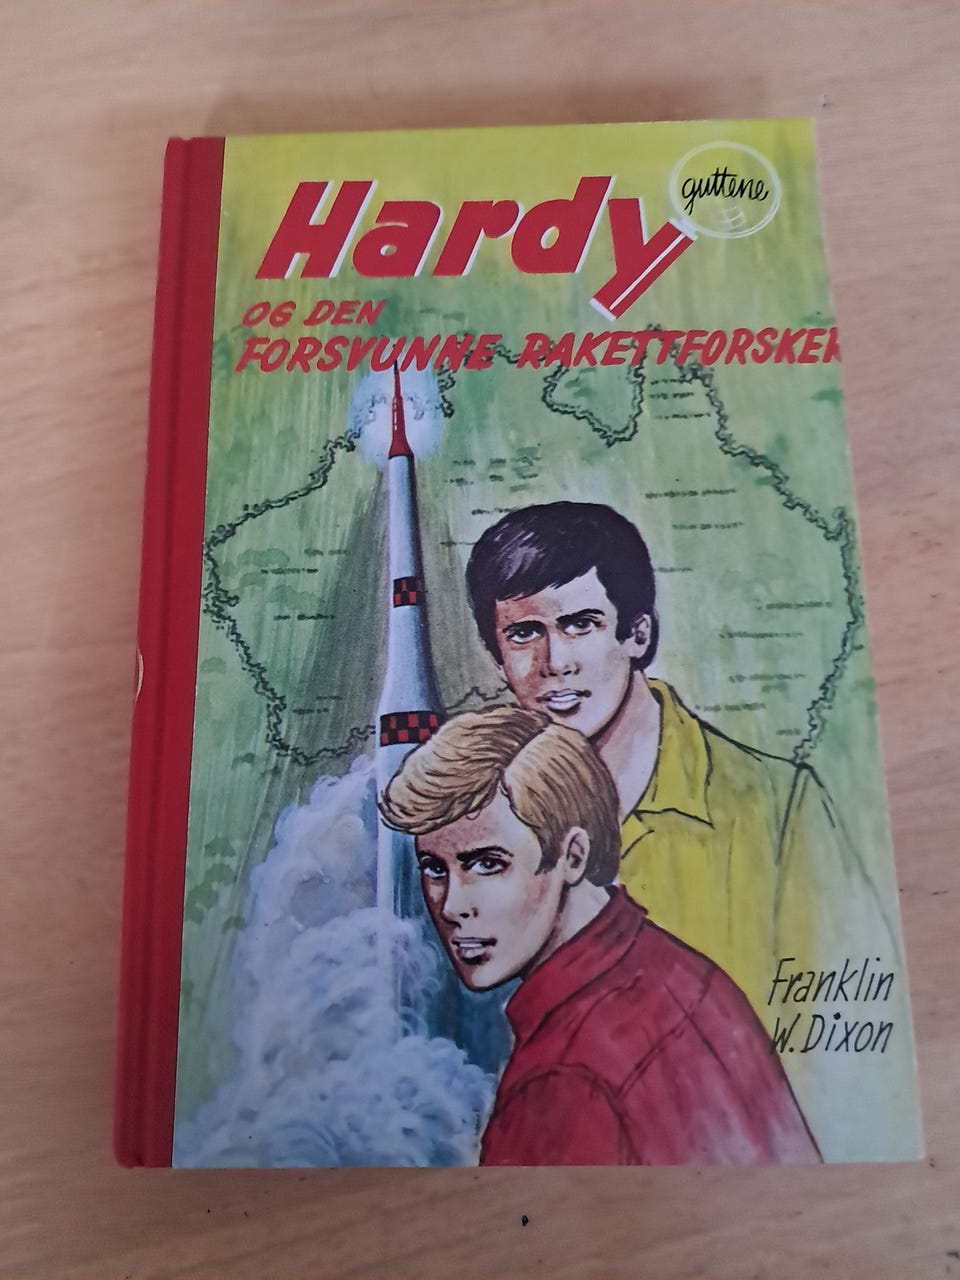 Hardy
guttene
OG DEN
FORSVUNNE RAKETTFORSKER
Franklin
W. Dixon